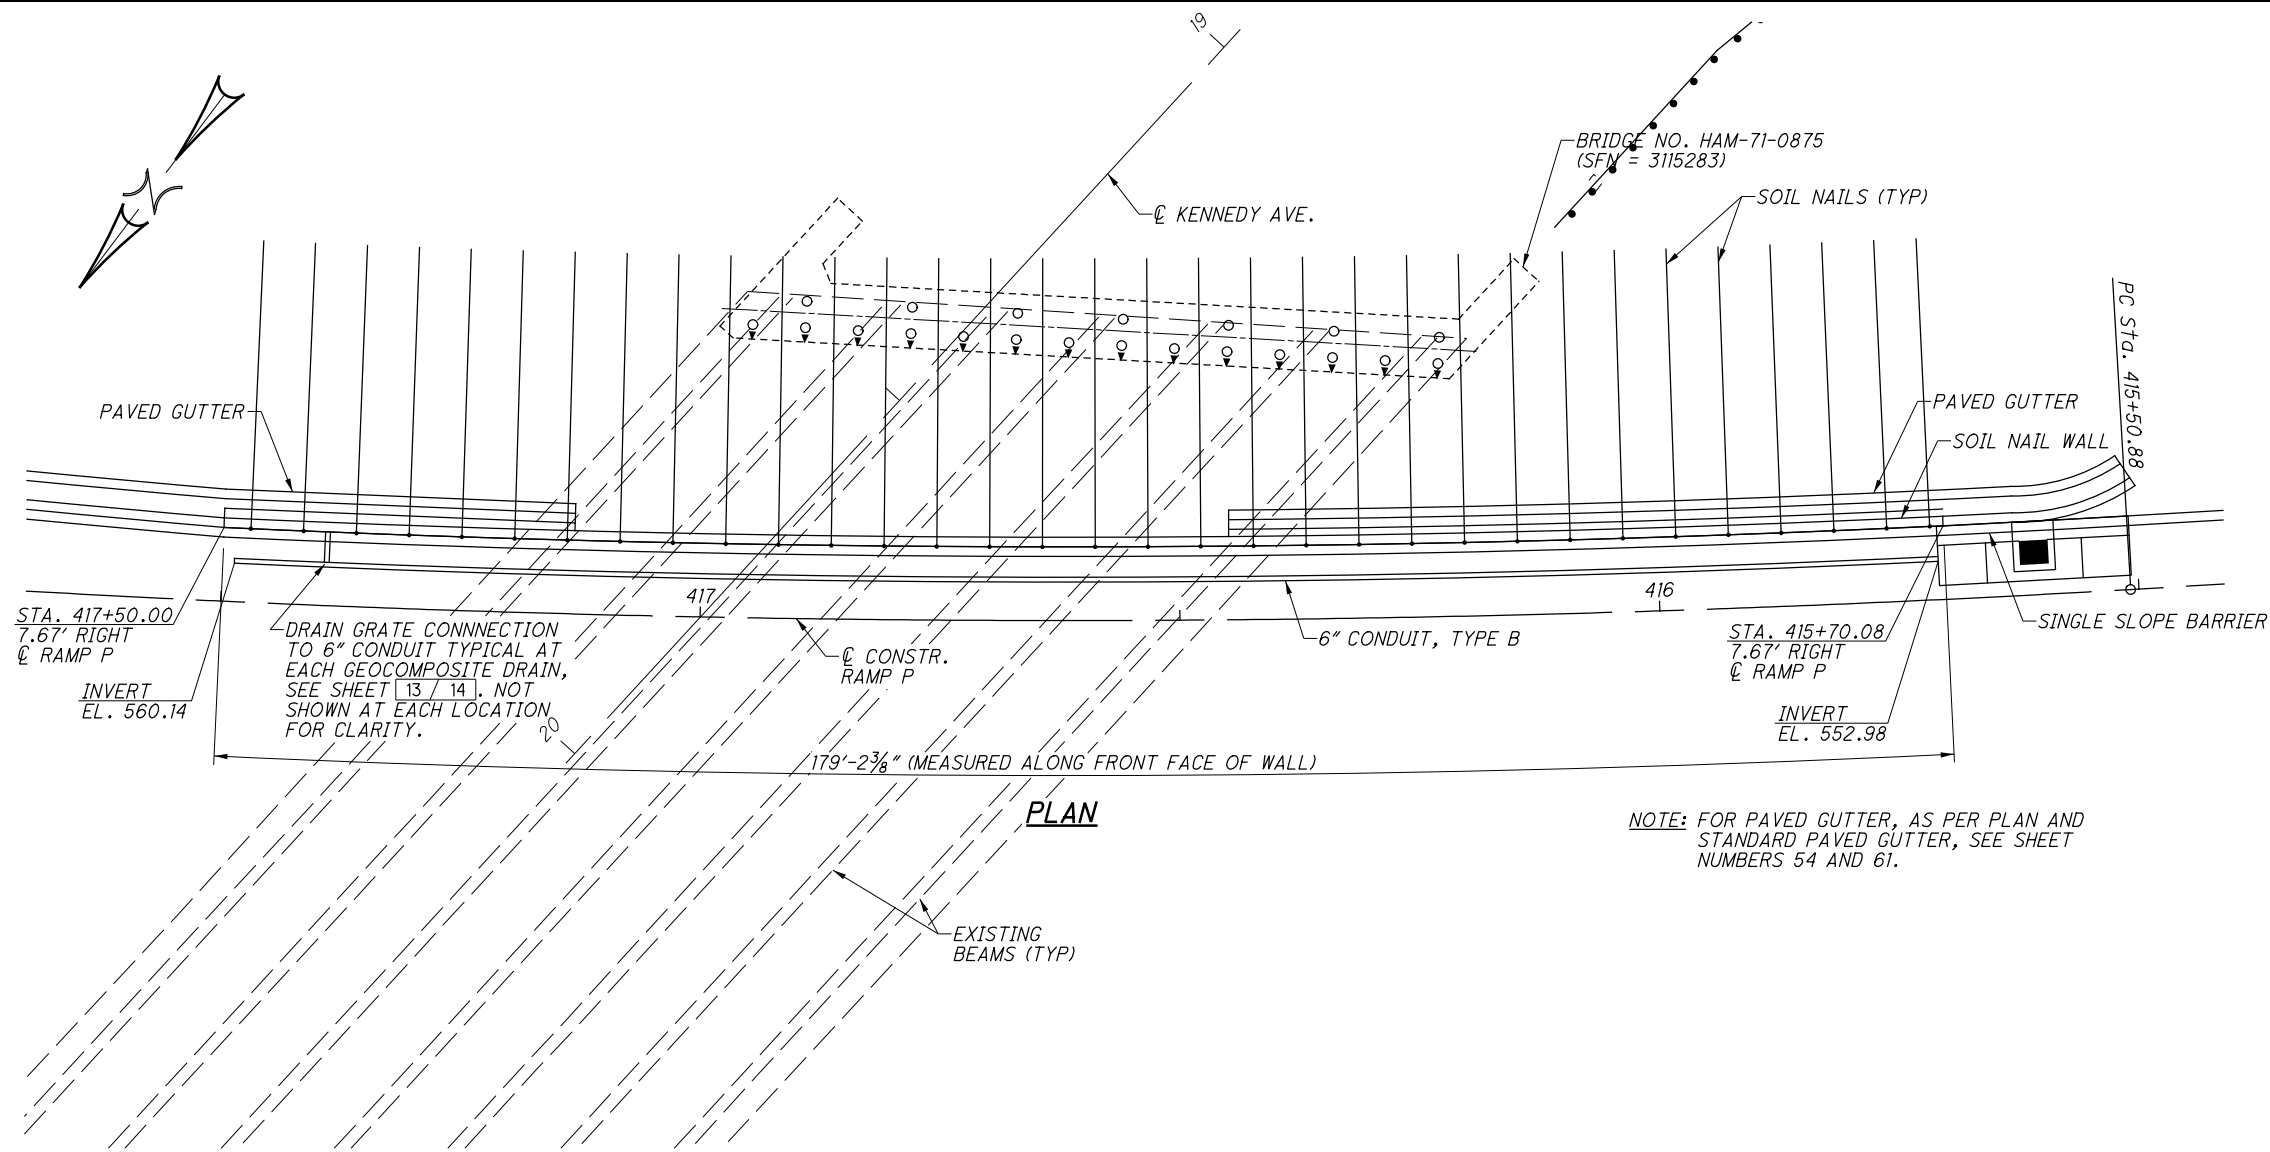 19
BRIDGE NO. HAM-71-0875
(SFN = 3115283)
SOIL NAILS (TYP)
℄ KENNEDY AVE.
PC Sta. 415+50.88
PAVED GUTTER
PAVED GUTTER
SOIL NAIL WALL
417
416
STA. 417+50.00
7.67' RIGHT
℄ RAMP P
DRAIN GRATE CONNNECTION
TO 6" CONDUIT TYPICAL AT
EACH GEOCOMPOSITE DRAIN,
SEE SHEET 13 / 14 . NOT
SHOWN AT EACH LOCATION
FOR CLARITY.
℄ CONSTR.
RAMP P
6" CONDUIT, TYPE B
STA. 415+70.08
7.67' RIGHT
℄ RAMP P
SINGLE SLOPE BARRIER
INVERT
EL. 560.14
INVERT
EL. 552.98
20
179'-2⅜" (MEASURED ALONG FRONT FACE OF WALL)
PLAN
NOTE: FOR PAVED GUTTER, AS PER PLAN AND
STANDARD PAVED GUTTER, SEE SHEET
NUMBERS 54 AND 61.
EXISTING
BEAMS (TYP)